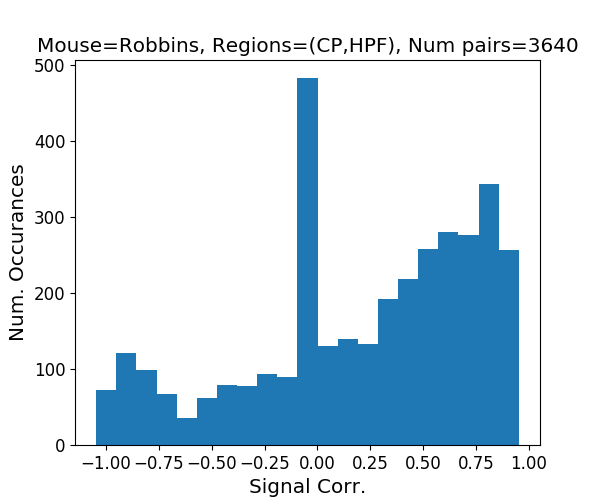 Mouse=Robbins, Regions=(CP,HPF), Num pairs=3640
Num. Occurances
500
400
300
200
100
0
−1.00 −0.75 −0.50 −0.25 0.00 0.25 0.50 0.75 1.00
Signal Corr.